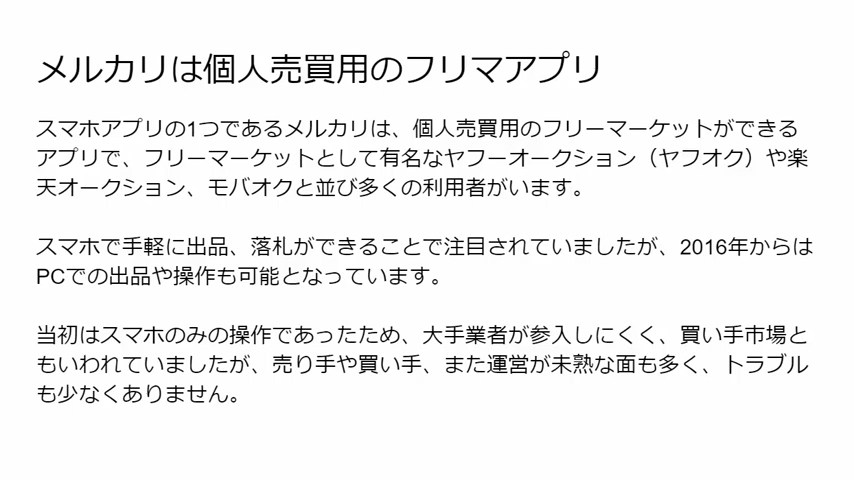 メルカリは個人売買用のフリマアプリ
スマホアプリの1つであるメルカリは、個人売買用のフリーマーケットができる
アプリで、フリーマーケットとして有名なヤフーオークション（ヤフオク）や楽
天オークション、モバオクと並び多くの利用者がいます。
スマホで手軽に出品、落札ができることで注目されていましたが、2016年からは
PCでの出品や操作も可能となっています。
当初はスマホのみの操作であったため、大手業者が参入しにくく、買い手市場と
もいわれていましたが、売り手や買い手、また運営が未熟な面も多く、トラブル
も少なくありません。